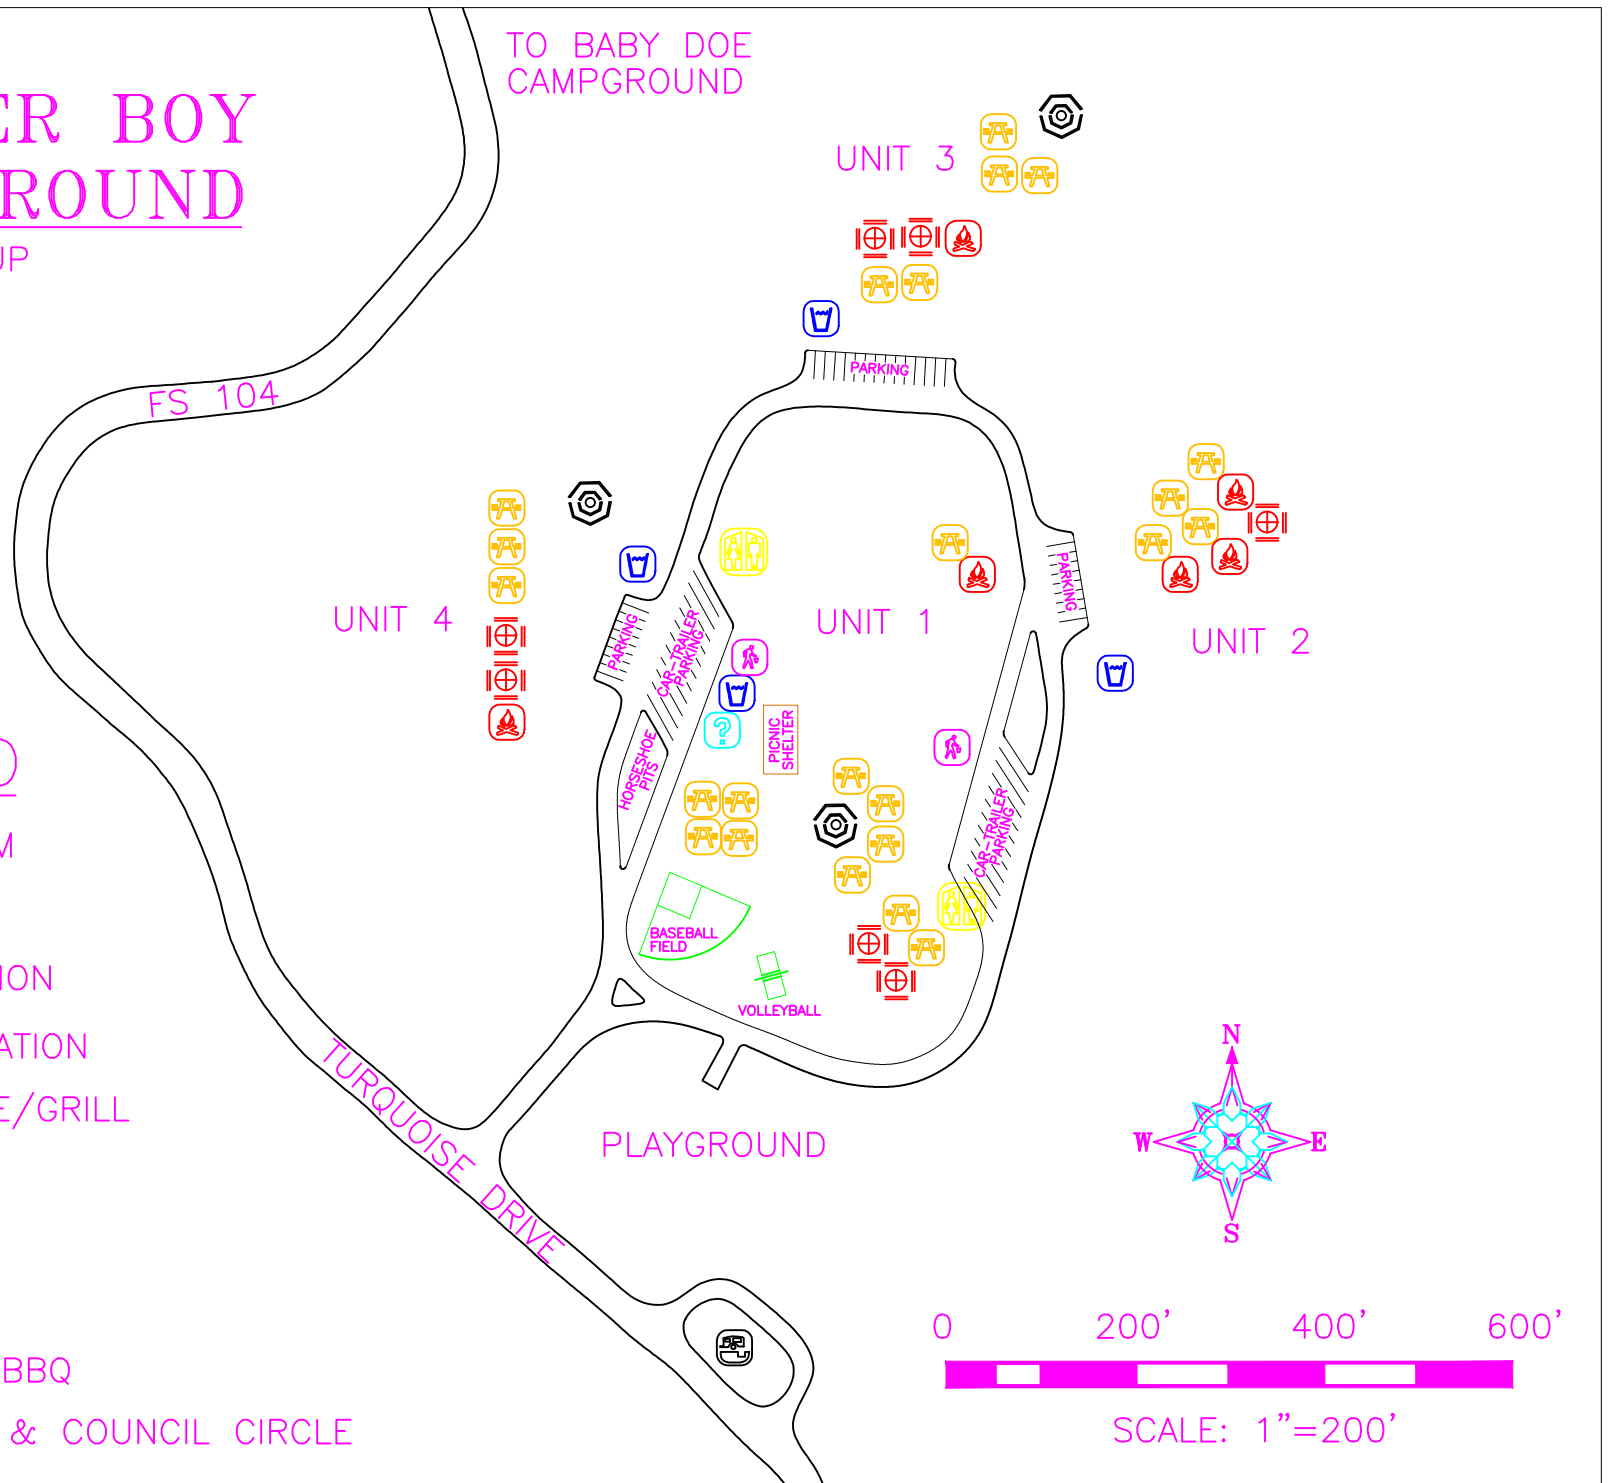 TO BABY DOE
CAMPGROUND
ER BOY
ROUND
UP
UNIT 3
PARKING
FS 104
UNIT 4
PARKING
CAR-TRAILER
PARKING
UNIT 1
PARKING
UNIT 2
?
PICNIC
SHELTER
HORSESHOE
PITS
CAR-TRAILER
PARKING
D
M
BASEBALL
FIELD
VOLLEYBALL
ION
ATION
E/GRILL
TURQUOISE DRIVE
PLAYGROUND
N
W
E
S
0 200' 400' 600'
SCALE: 1"=200'
BBQ
& COUNCIL CIRCLE